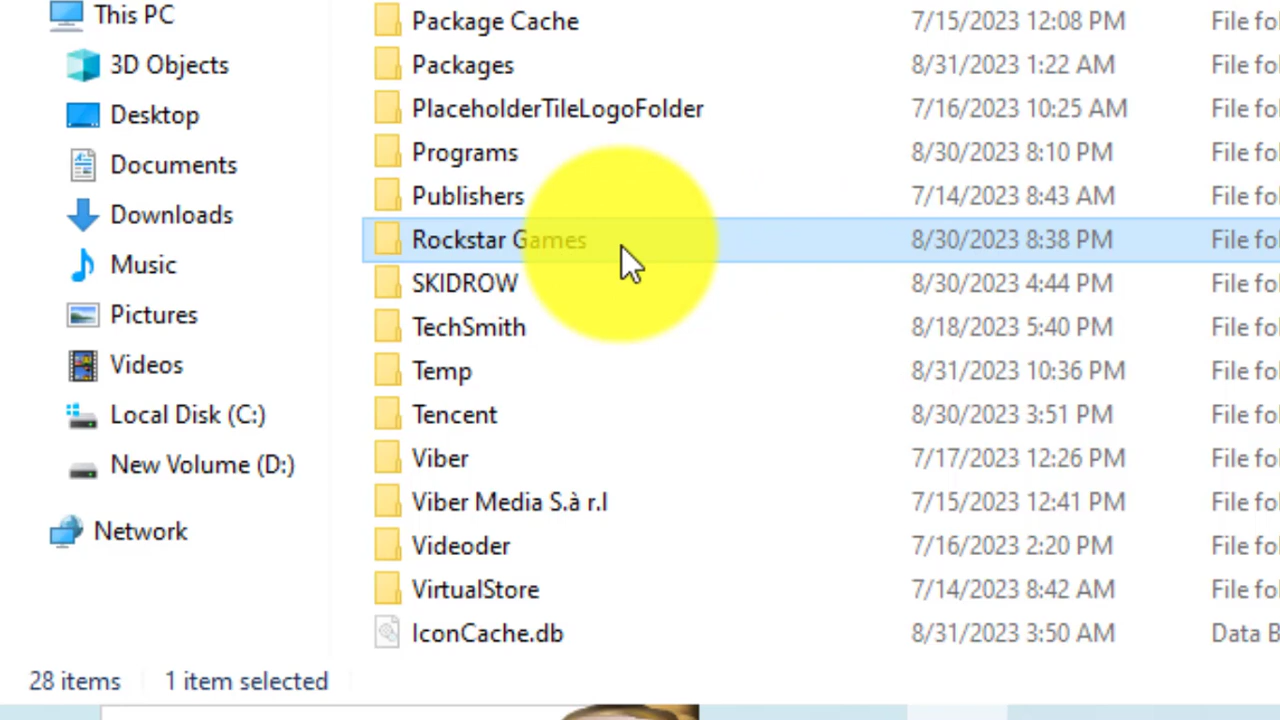 This PC
3D Objects
Desktop
Documents
Downloads
Music
Pictures
Videos
Local Disk (C:)
New Volume (D:)
Network
Package Cache 7/15/2023 12:08 PM File fol
Packages 8/31/2023 1:22 AM File fol
PlaceholderTileLogoFolder 7/16/2023 10:25 AM File fol
Programs 8/30/2023 8:10 PM File fol
Publishers 7/14/2023 8:43 AM File fol
Rockstar Games 8/30/2023 8:38 PM File fol
SKIDROW 8/30/2023 4:44 PM File fol
TechSmith 8/18/2023 5:40 PM File fol
Temp 8/31/2023 10:36 PM File fol
Tencent 8/30/2023 3:51 PM File fol
Viber 7/17/2023 12:26 PM File fol
Viber Media S.à r.l 7/15/2023 12:41 PM File fol
Videoder 7/16/2023 2:20 PM File fol
VirtualStore 7/14/2023 8:42 AM File fol
IconCache.db 8/31/2023 3:50 AM Data B
28 items 1 item selected